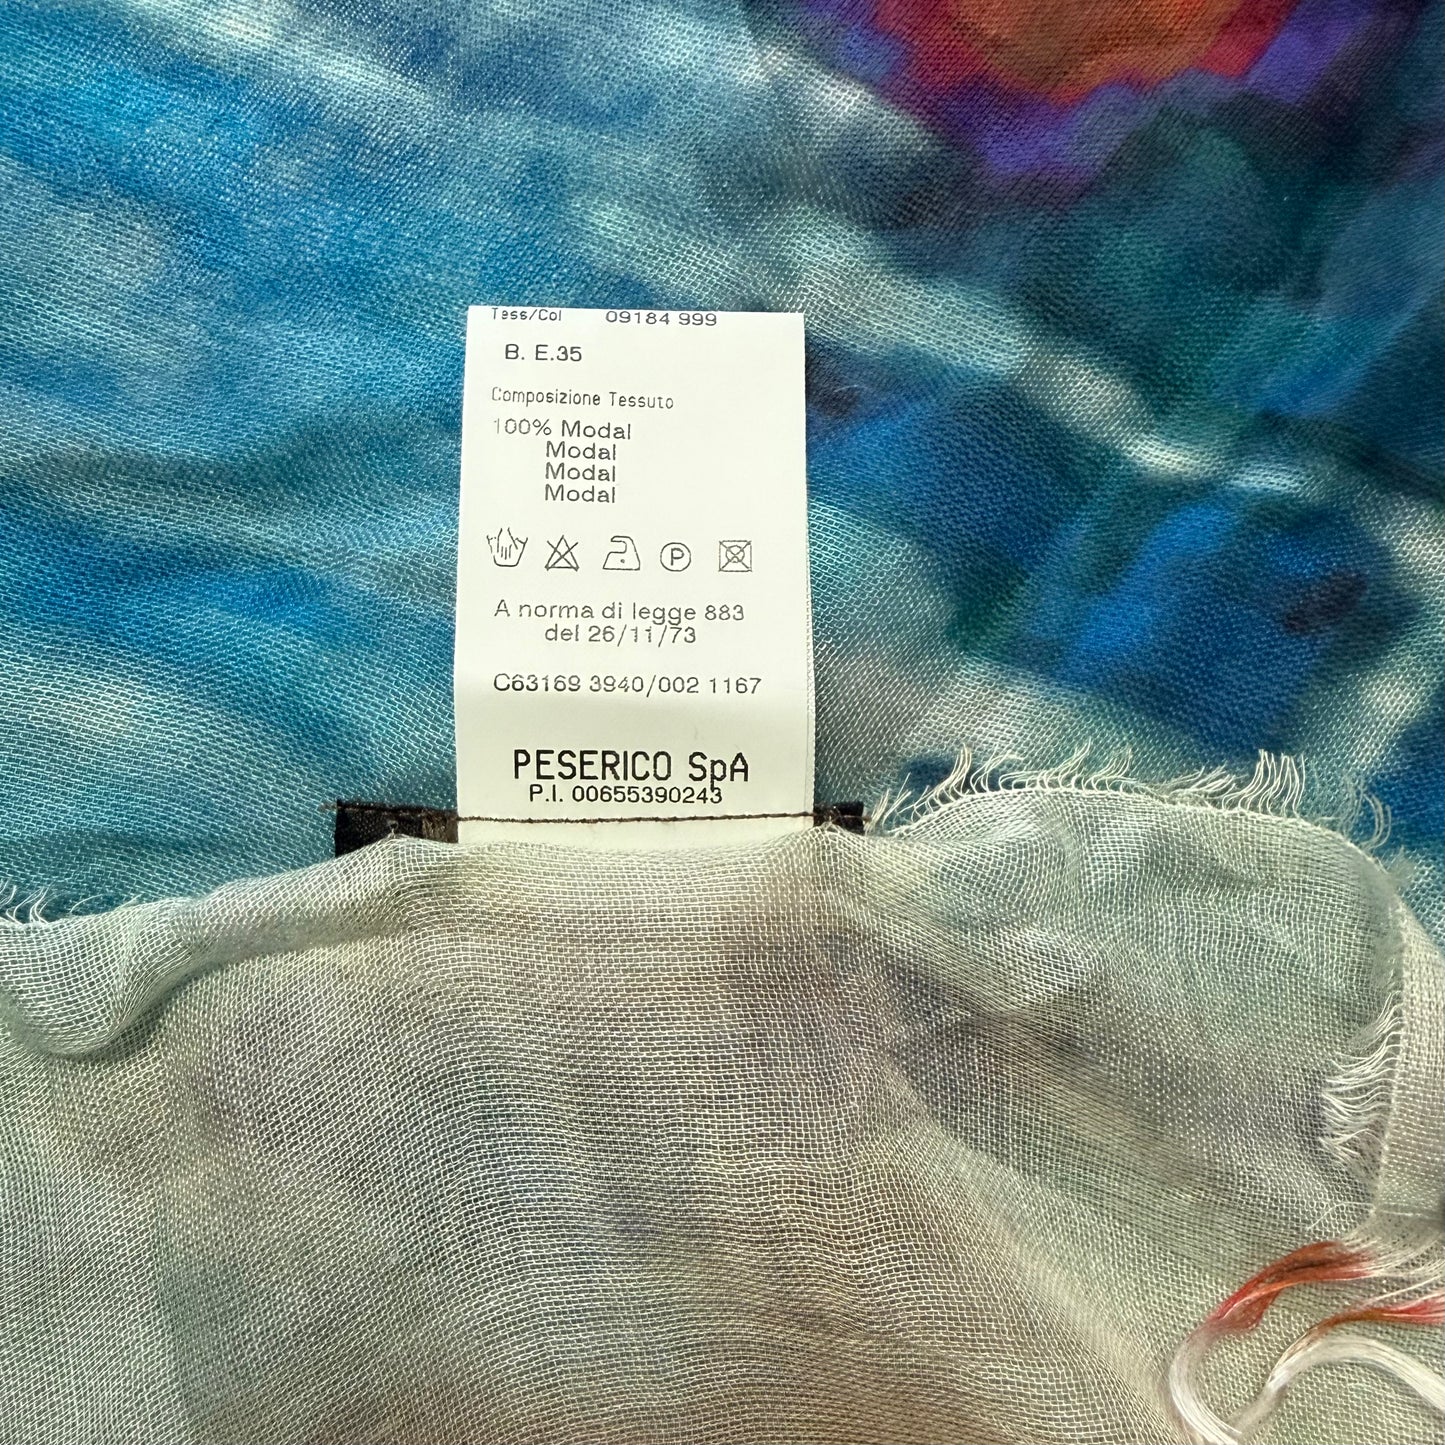 Tess/Col 09184 999
B. E.35
Composizione Tessuto
100% Modal
Modal
Modal
Modal
P
A norma di legge 883
del 26/11/73
C63169 3940/002 1167
PESERICO SpA
P.I. 00655390243